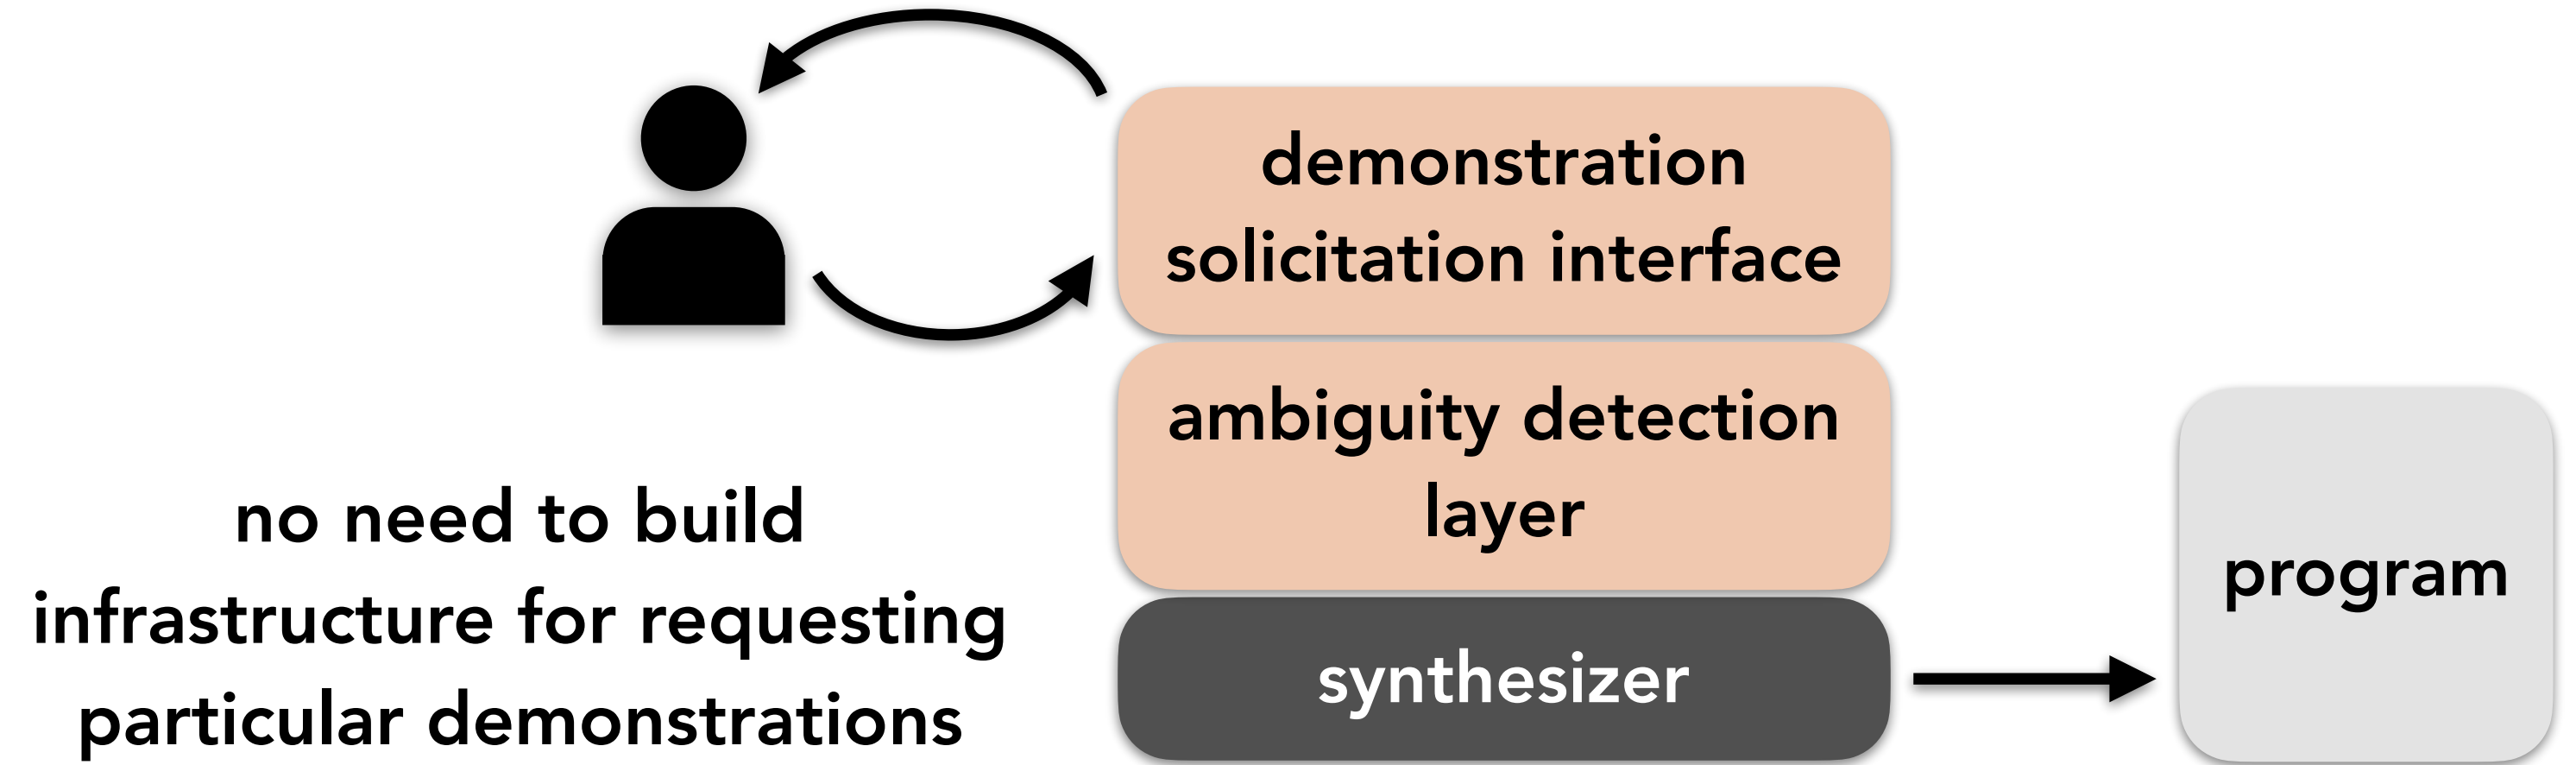 demonstration
solicitation interface
ambiguity detection
layer
synthesizer
program
no need to build
infrastructure for requesting
particular demonstrations